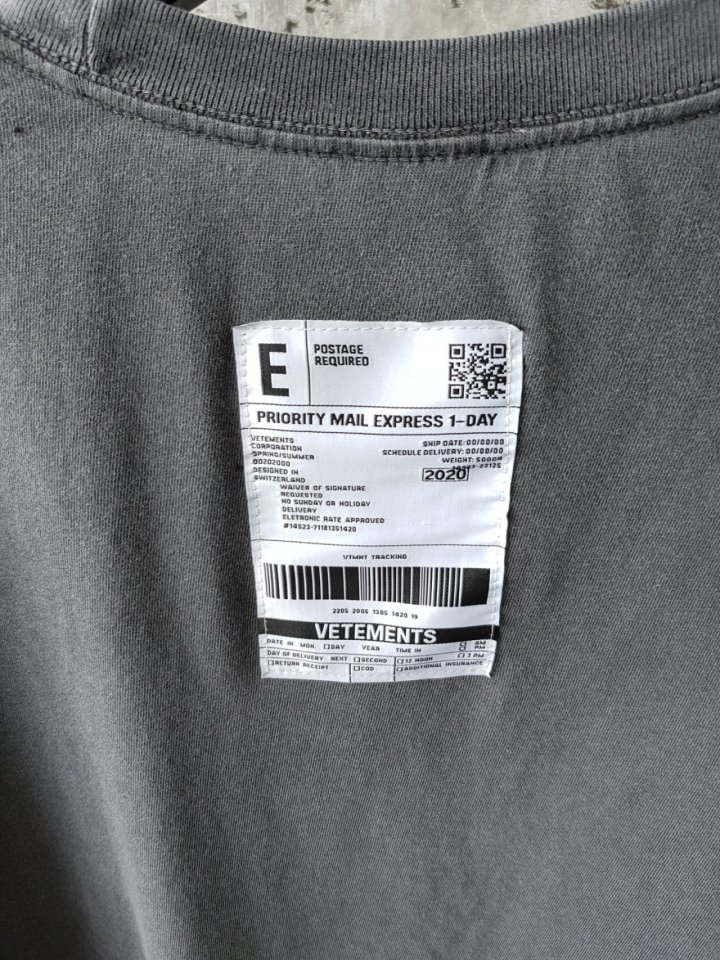 E
POSTAGE
REQUIRED
PRIORITY MAIL EXPRESS 1-DAY
VETEMENTS
CORPORATION
SPRING/SUMMER
00202000
DESIGNED IN
SWITZERLAND
SHIP DATE: 00/00/00
SCHEDULE DELIVERY: 00/00/00
WEIGHT: 5000#
2020
WAIVER OF SIGNATURE
REQUESTED
NO SUNDAY OR HOLIDAY
DELIVERY
ELETRONIC RATE APPROVED
#14523-71181351420
VTMNT TRACKING
2205 2005 1305 1420 19
VETEMENTS
DATE IN MON. DAY YEAR TIME IN AM PM
DAY OF DELIVERY NEXT SECOND 12 NOON 3 PM
RETURN RECEIPT COD ADDITIONAL INSURANCE